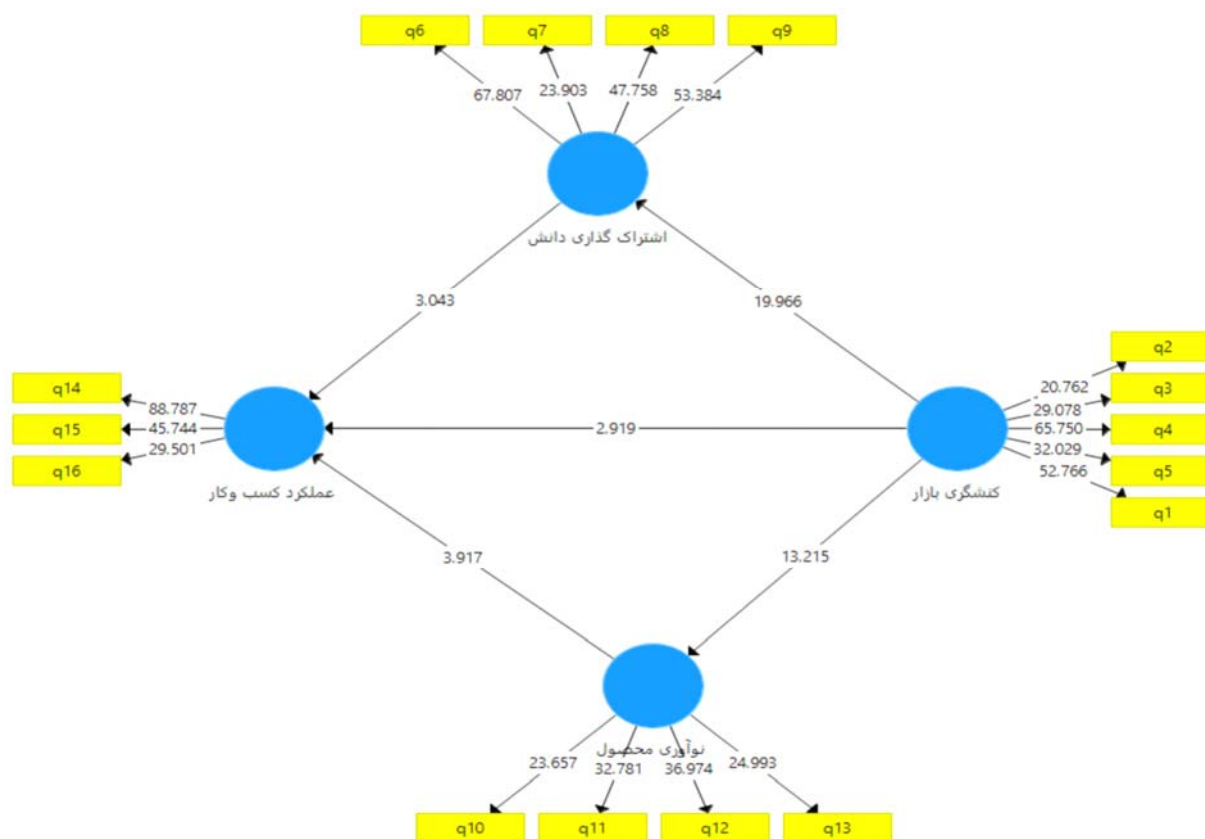 q6
q7
q8
q9
67.807
23.903
47.758
53.384
اشتراک گذاری دانش
3.043
19.966
q14
q15
q16
88.787
45.744
29.501
عملکرد کسب وکار
2.919
q2
q3
q4
q5
q1
20.762
29.078
65.750
32.029
52.766
کنشگری بازار
3.917
13.215
نوآوری محصول
23.657
32.781
36.974
24.993
q10
q11
q12
q13